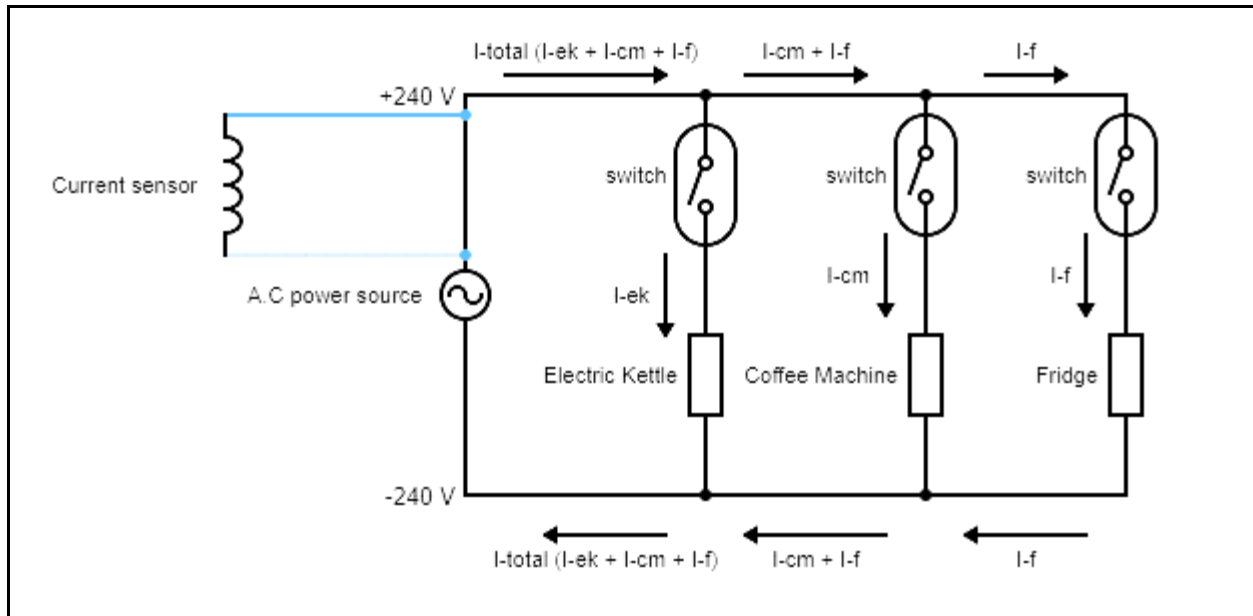 I-total (I-ek + I-cm + I-f)
I-cm + I-f
I-f
+240 V
switch
switch
switch
Current sensor
I-ek
I-cm
I-f
A.C power source
Electric Kettle
Coffee Machine
Fridge
-240 V
I-total (I-ek + I-cm + I-f)
I-cm + I-f
I-f